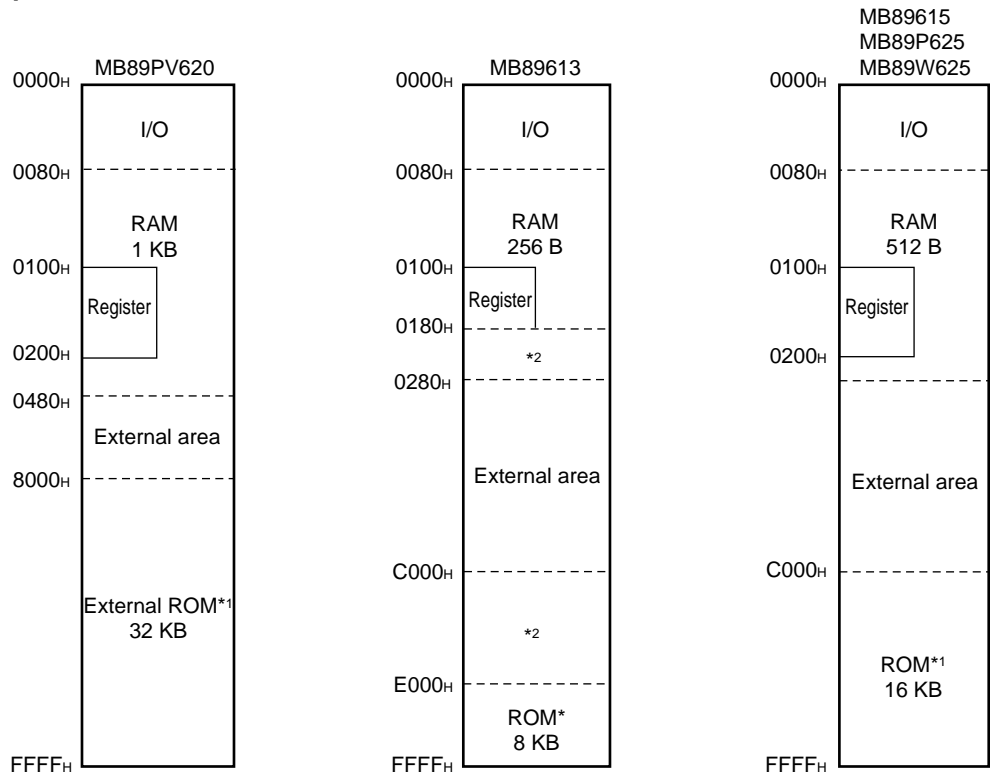 MB89PV620
0000H
I/O
0080H
RAM
1 KB
0100H
Register
0200H
0480H
External area
8000H
External ROM*1
32 KB
FFFFH
MB89613
0000H
I/O
0080H
RAM
256 B
0100H
Register
0180H
*2
0280H
External area
C000H
*2
E000H
ROM*
8 KB
FFFFH
MB89615
MB89P625
MB89W625
0000H
I/O
0080H
RAM
512 B
0100H
Register
0200H
External area
C000H
ROM*1
16 KB
FFFFH